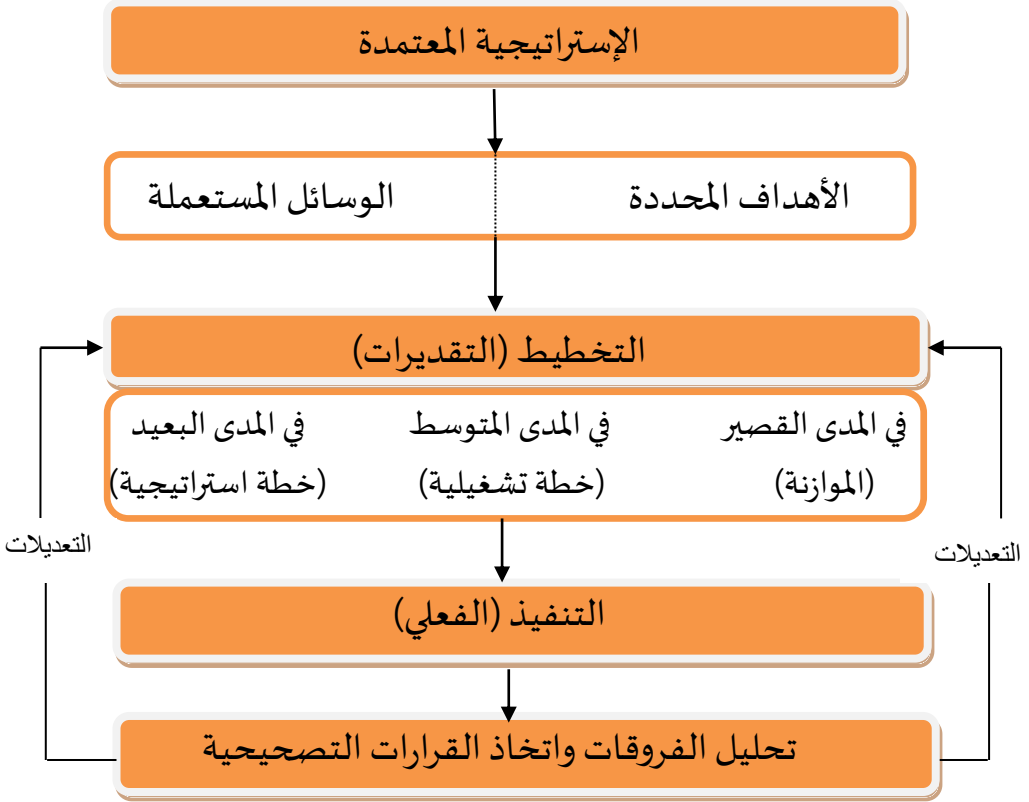 الإستراتيجية المعتمدة
الأهداف المحددة
الوسائل المستعملة
التخطيط (التقديرات)
في المدى القصير
(الموازنة)
في المدى المتوسط
(خطة تشغيلية)
في المدى البعيد
(خطة استراتيجية)
التعديلات
التعديلات
التنفيذ (الفعلي)
تحليل الفروقات واتخاذ القرارات التصحيحية